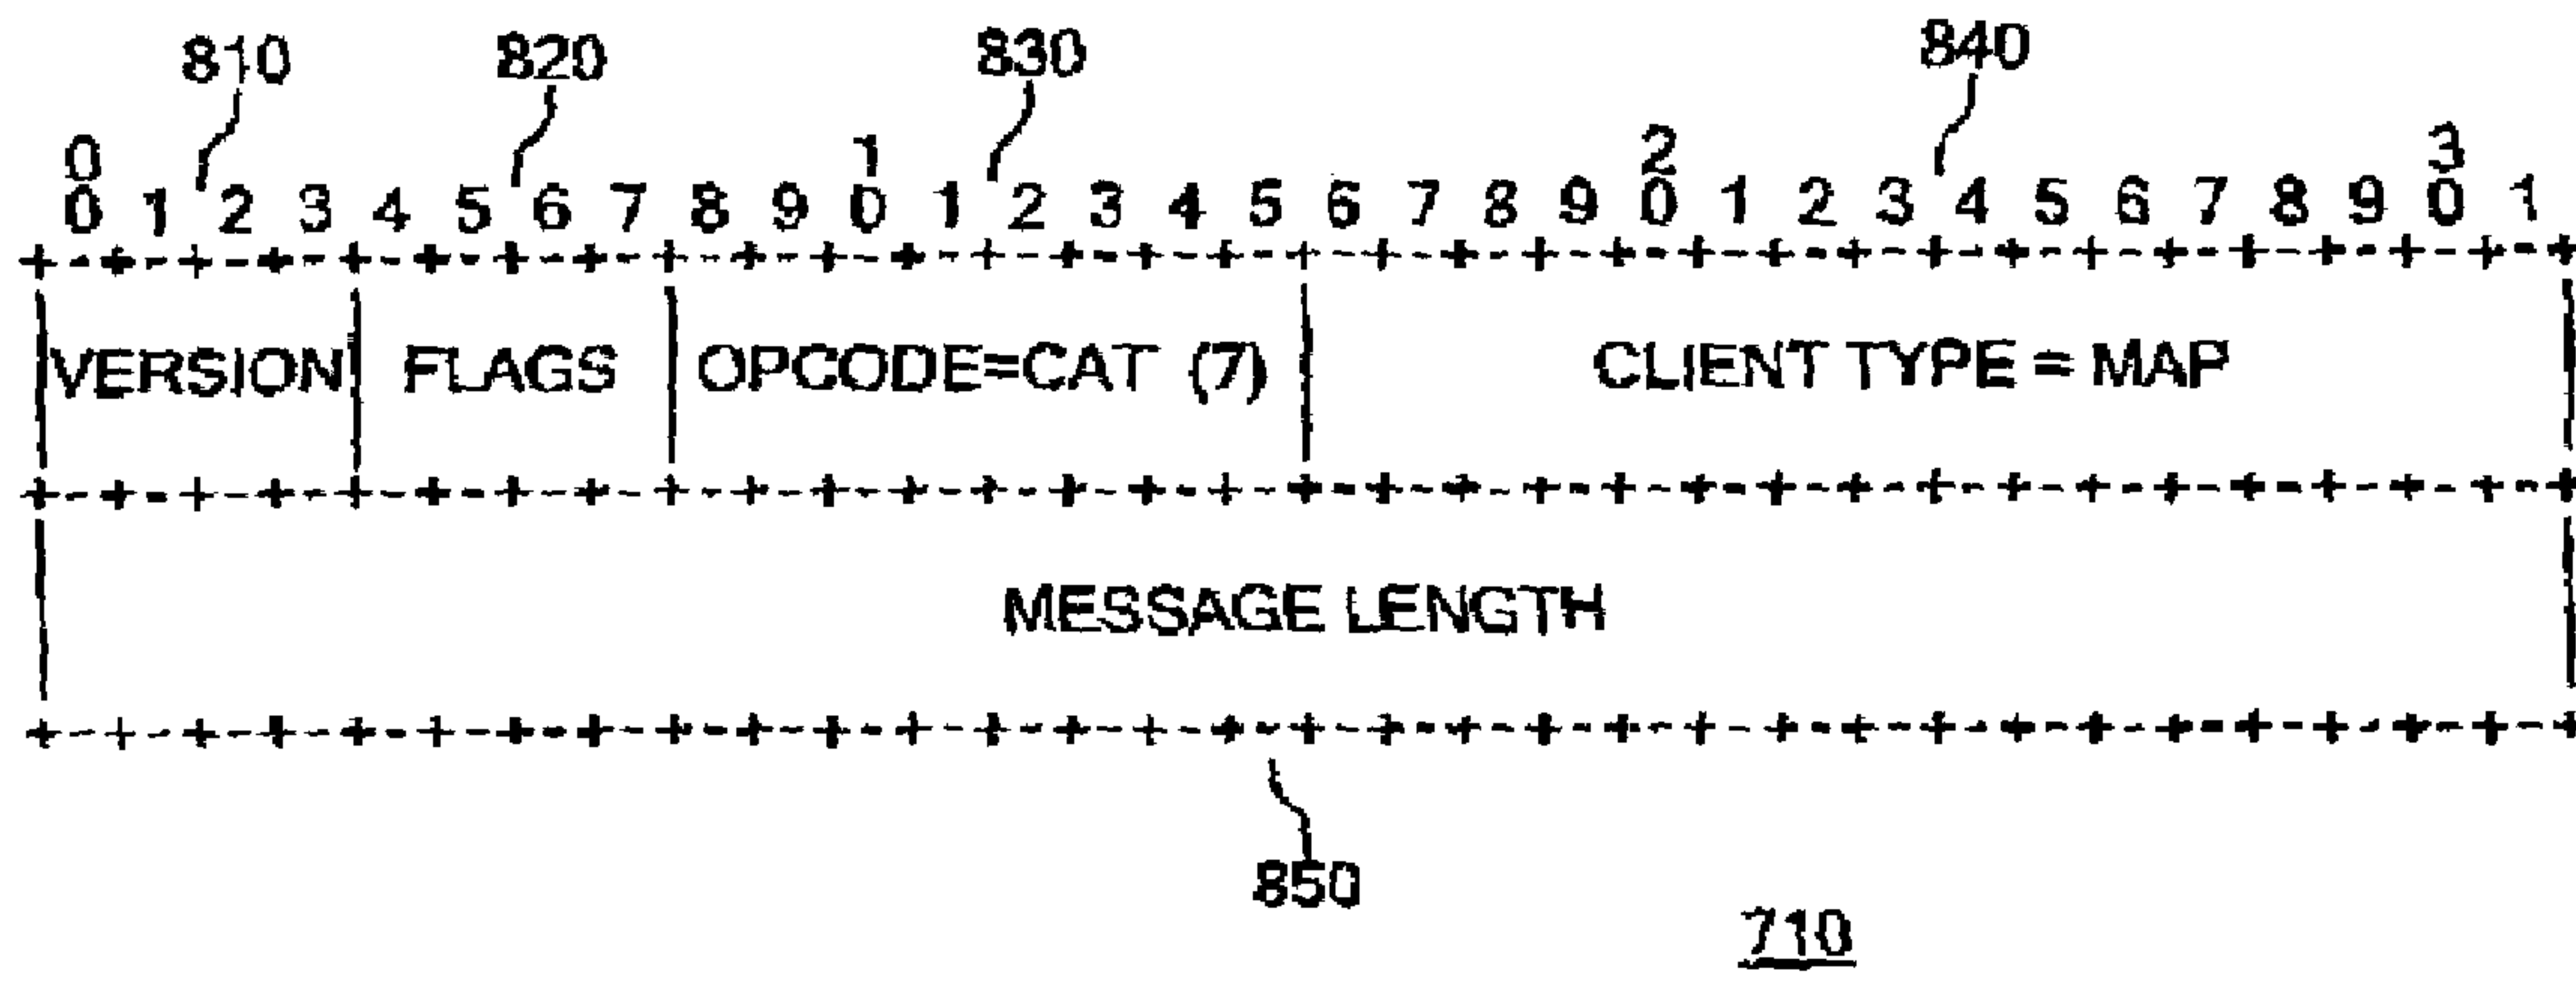 810 820 830 840
0 1 2 3
0 1 2 3 4 5 6 7 8 9 0 1 2 3 4 5 6 7 8 9 0 1 2 3 4 5 6 7 8 9 0 1
+-+-+-+-+-+-+-+-+-+-+-+-+-+-+-+-+-+-+-+-+-+-+-+-+-+-+-+-+-+-+-+-+
VERSION FLAGS OPCODE=CAT (7) CLIENT TYPE = MAP
+-+-+-+-+-+-+-+-+-+-+-+-+-+-+-+-+-+-+-+-+-+-+-+-+-+-+-+-+-+-+-+-+
MESSAGE LENGTH
+-+-+-+-+-+-+-+-+-+-+-+-+-+-+-+-+-+-+-+-+-+-+-+-+-+-+-+-+-+-+-+-+
850
710